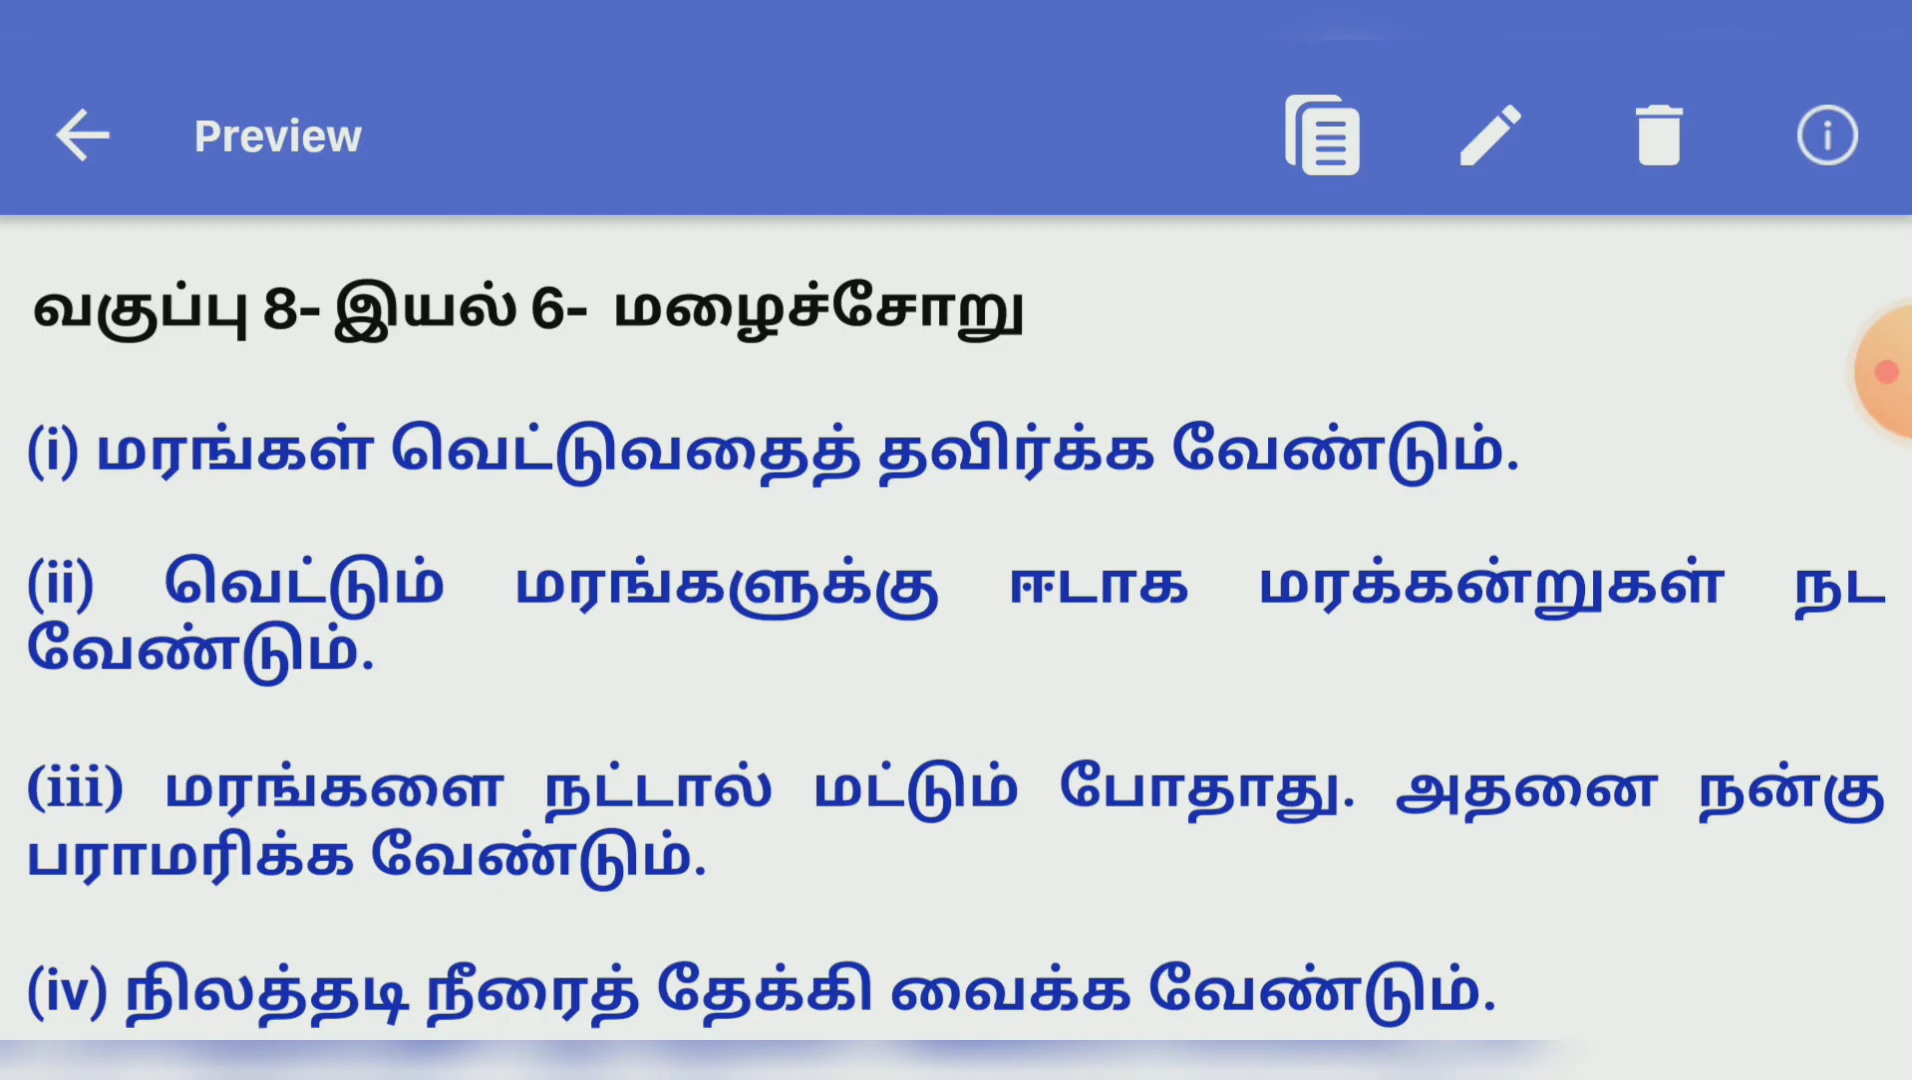 Preview
வகுப்பு 8- இயல் 6- மழைச்சோறு
(i) மரங்கள் வெட்டுவதைத் தவிர்க்க வேண்டும்.
(ii) வெட்டும் மரங்களுக்கு ஈடாக மரக்கன்றுகள் நட
வேண்டும்.
(iii) மரங்களை நட்டால் மட்டும் போதாது. அதனை நன்கு
பராமரிக்க வேண்டும்.
(iv) நிலத்தடி நீரைத் தேக்கி வைக்க வேண்டும்.